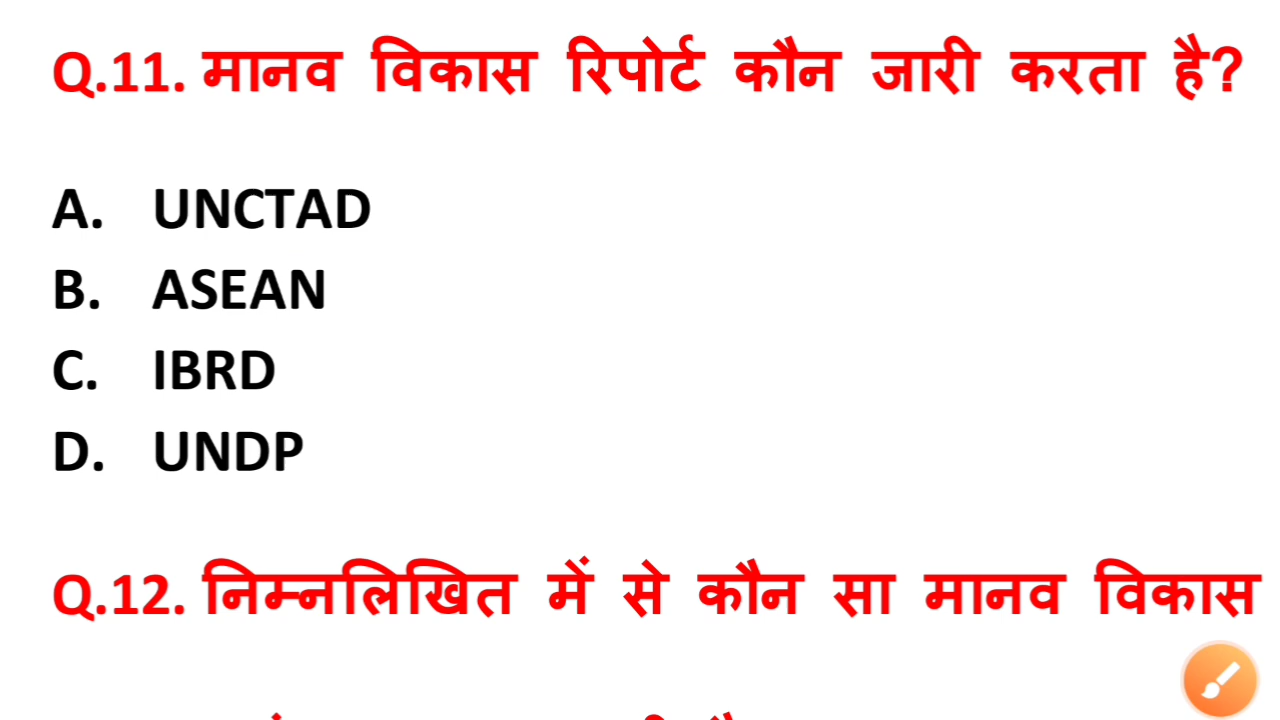 Q.11. मानव विकास रिपोर्ट कौन जारी करता है?
A. UNCTAD
B. ASEAN
C. IBRD
D. UNDP
Q.12. निम्नलिखित में से कौन सा मानव विकास